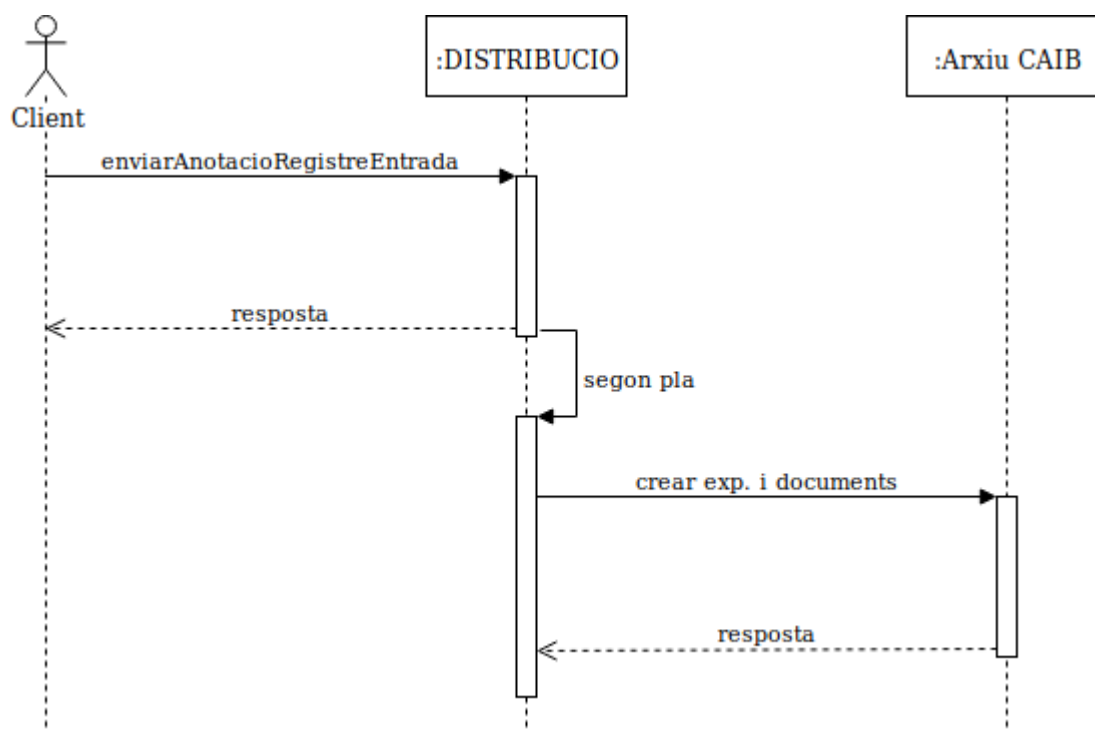 :DISTRIBUCIO
:Arxiu CAIB
Client
enviarAnotacioRegistreEntrada
resposta
segon pla
crear exp. i documents
resposta